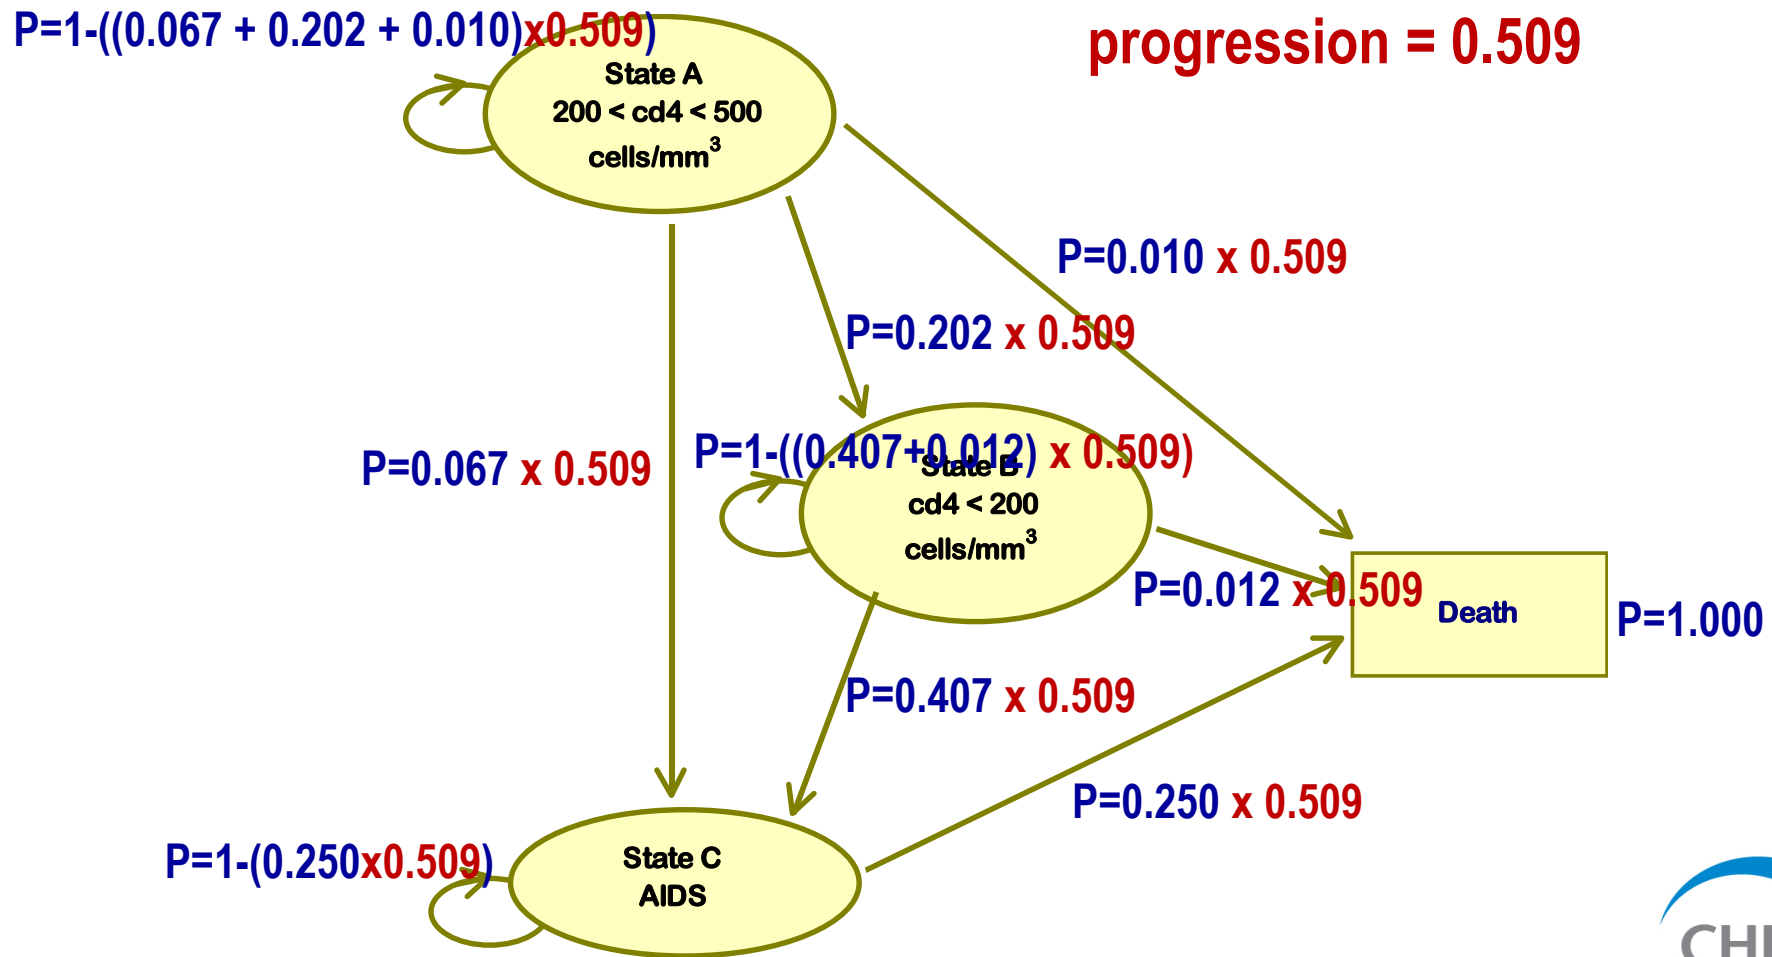 P=1-((0.067 + 0.202 + 0.010)x0.509)
progression = 0.509
State A
200 < cd4 < 500
cells/mm³
P=0.010 x 0.509
P=0.202 x 0.509
P=0.067 x 0.509
P=1-((0.407+0.012) x 0.509)
State B
cd4 < 200
cells/mm³
P=0.012 x 0.509
Death
P=1.000
P=0.407 x 0.509
P=0.250 x 0.509
P=1-(0.250x0.509)
State C
AIDS